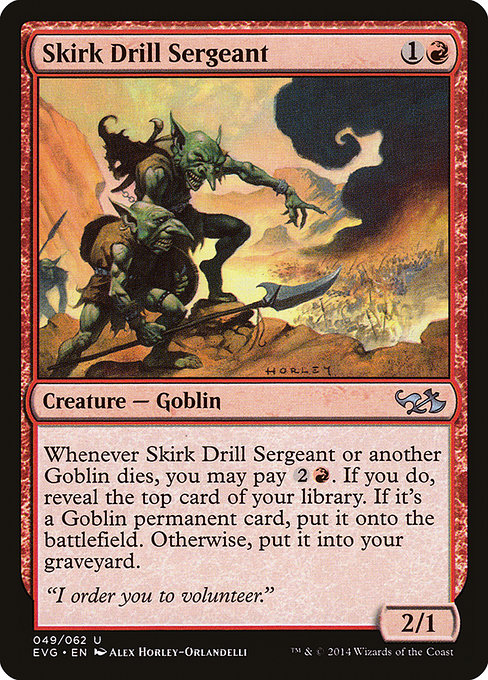 Skirk Drill Sergeant 1
HORLEY
Creature — Goblin
Whenever Skirk Drill Sergeant or another
Goblin dies, you may pay 2 . If you do,
reveal the top card of your library. If it's
a Goblin permanent card, put it onto the
battlefield. Otherwise, put it into your
graveyard.
“I order you to volunteer.”
2/1
049/062 U
EVG • EN Alex Horley-Orlandelli
™ & © 2014 Wizards of the Coast